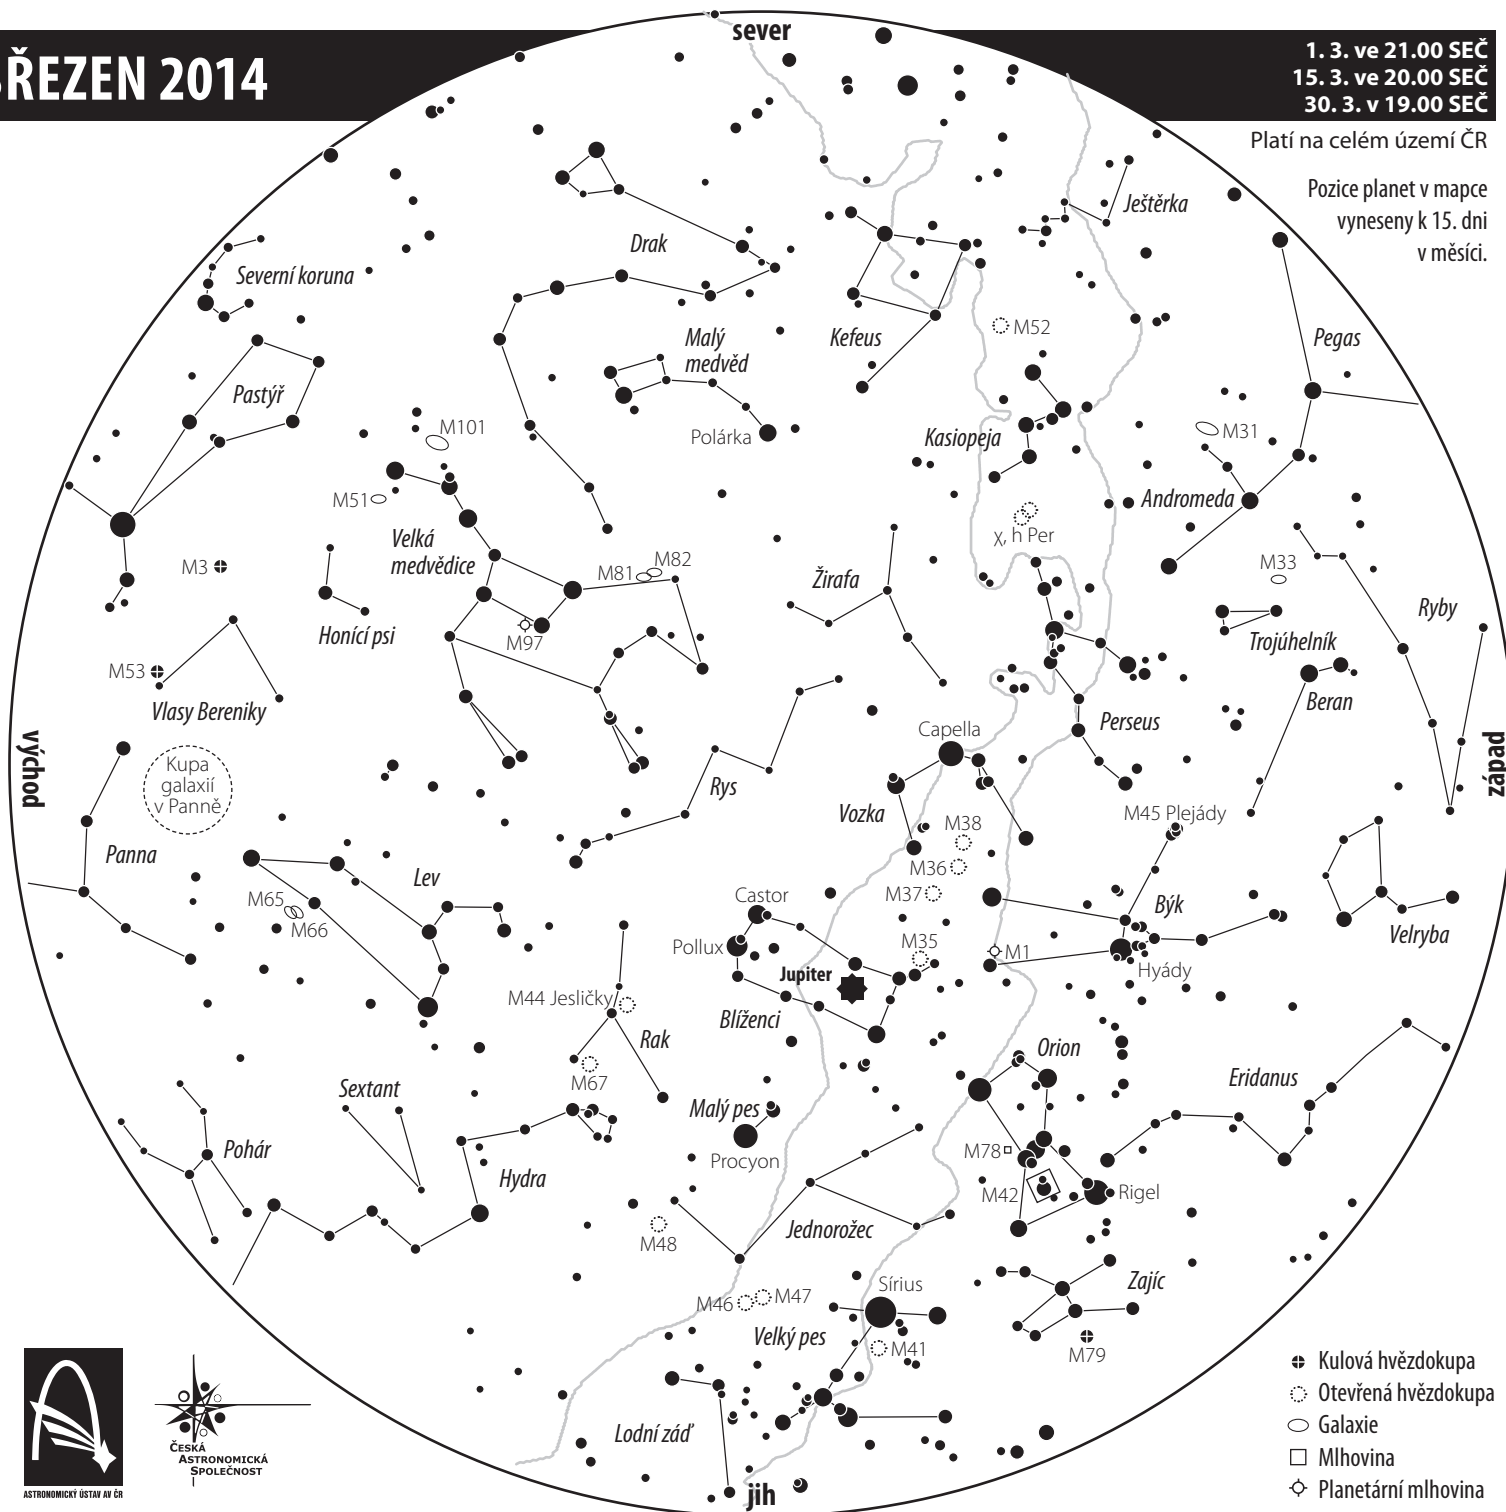 BŘEZEN 2014
1. 3. ve 21.00 SEČ
15. 3. ve 20.00 SEČ
30. 3. v 19.00 SEČ
Platí na celém území ČR
Pozice planet v mapce
vyneseny k 15. dni
v měsíci.
sever
Ještěrka
Drak
Severní koruna
Kefeus
M52
Pegas
Malý
medvěd
Pastýř
Polárka
Kasiopeja
M31
M101
M51
Andromeda
Velká
medvědice
χ, h Per
M3
M81
M82
Žirafa
M33
Ryby
Honící psi
M97
Trojúhelník
M53
Vlasy Bereniky
Beran
Perseus
východ
Capella
západ
Kupa
galaxií
v Panně
Rys
Vozka
M38
M45 Plejády
Panna
M36
Lev
M37
Castor
Býk
M65
M66
Velryba
Pollux
M35
M1
Jupiter
Hyády
M44 Jesličky
Blíženci
Rak
Orion
M67
Eridanus
Sextant
Malý pes
Pohár
Procyon
M78
Hydra
M42
Rigel
M48
Jednorožec
Zajíc
Sírius
M46
M47
Velký pes
M41
M79
Lodní záď
jih
Kulová hvězdokupa
Otevřená hvězdokupa
Galaxie
Mlhovina
Planetární mlhovina
ASTRONOMICKÝ ÚSTAV AV ČR
ČESKÁ
ASTRONOMICKÁ
SPOLEČNOST